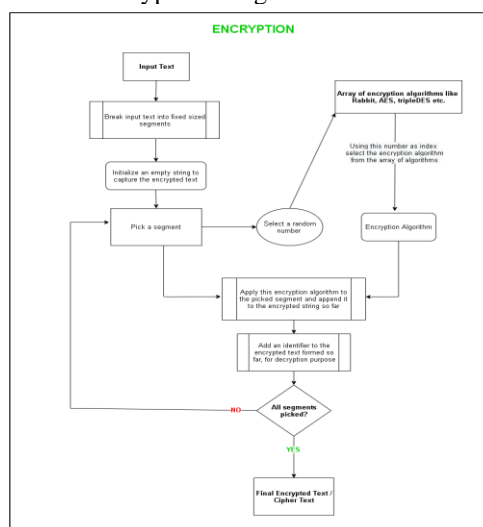 ENCRYPTION
Input Text
Break input text into fixed sized
segments
Initialize an empty string to
capture the encrypted text
Pick a segment
Select a random
number
Array of encryption algorithms like
Rabbit, AES, tripleDES etc.
Using this number as index
select the encryption algorithm
from the array of algorithms
Encryption Algorithm
Apply this encryption algorithm to
the picked segment and append it
to the encrypted string so far
Add an identifier to the
encrypted text formed so
far, for decryption purpose
All segments
picked?
NO
YES
Final Encrypted Text /
Cipher Text